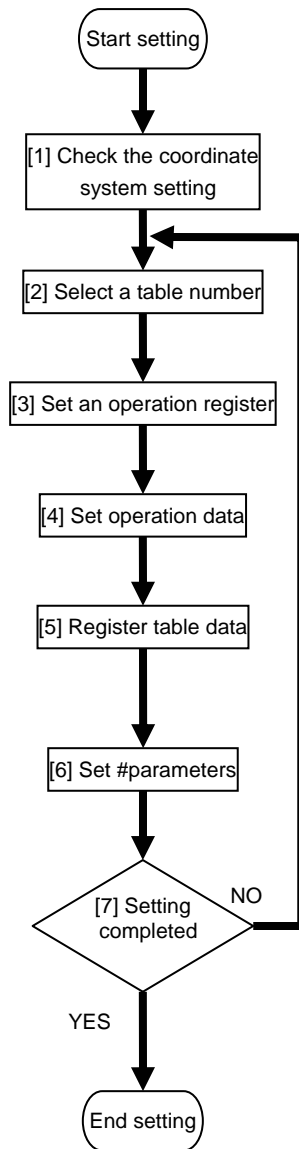 Start setting
[1] Check the coordinate
system setting
[2] Select a table number
[3] Set an operation register
[4] Set operation data
[5] Register table data
[6] Set #parameters
[7] Setting
completed
NO
YES
End setting